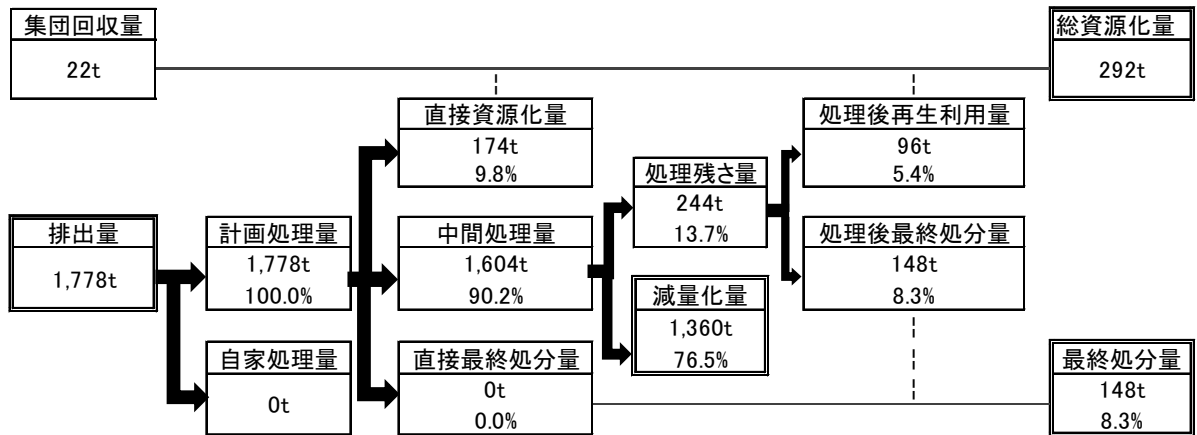 集団回収量
22t
総資源化量
292t
直接資源化量
174t
9.8%
処理後再生利用量
96t
5.4%
処理残さ量
244t
13.7%
排出量
1,778t
計画処理量
1,778t
100.0%
中間処理量
1,604t
90.2%
処理後最終処分量
148t
8.3%
減量化量
1,360t
76.5%
自家処理量
0t
直接最終処分量
0t
0.0%
最終処分量
148t
8.3%